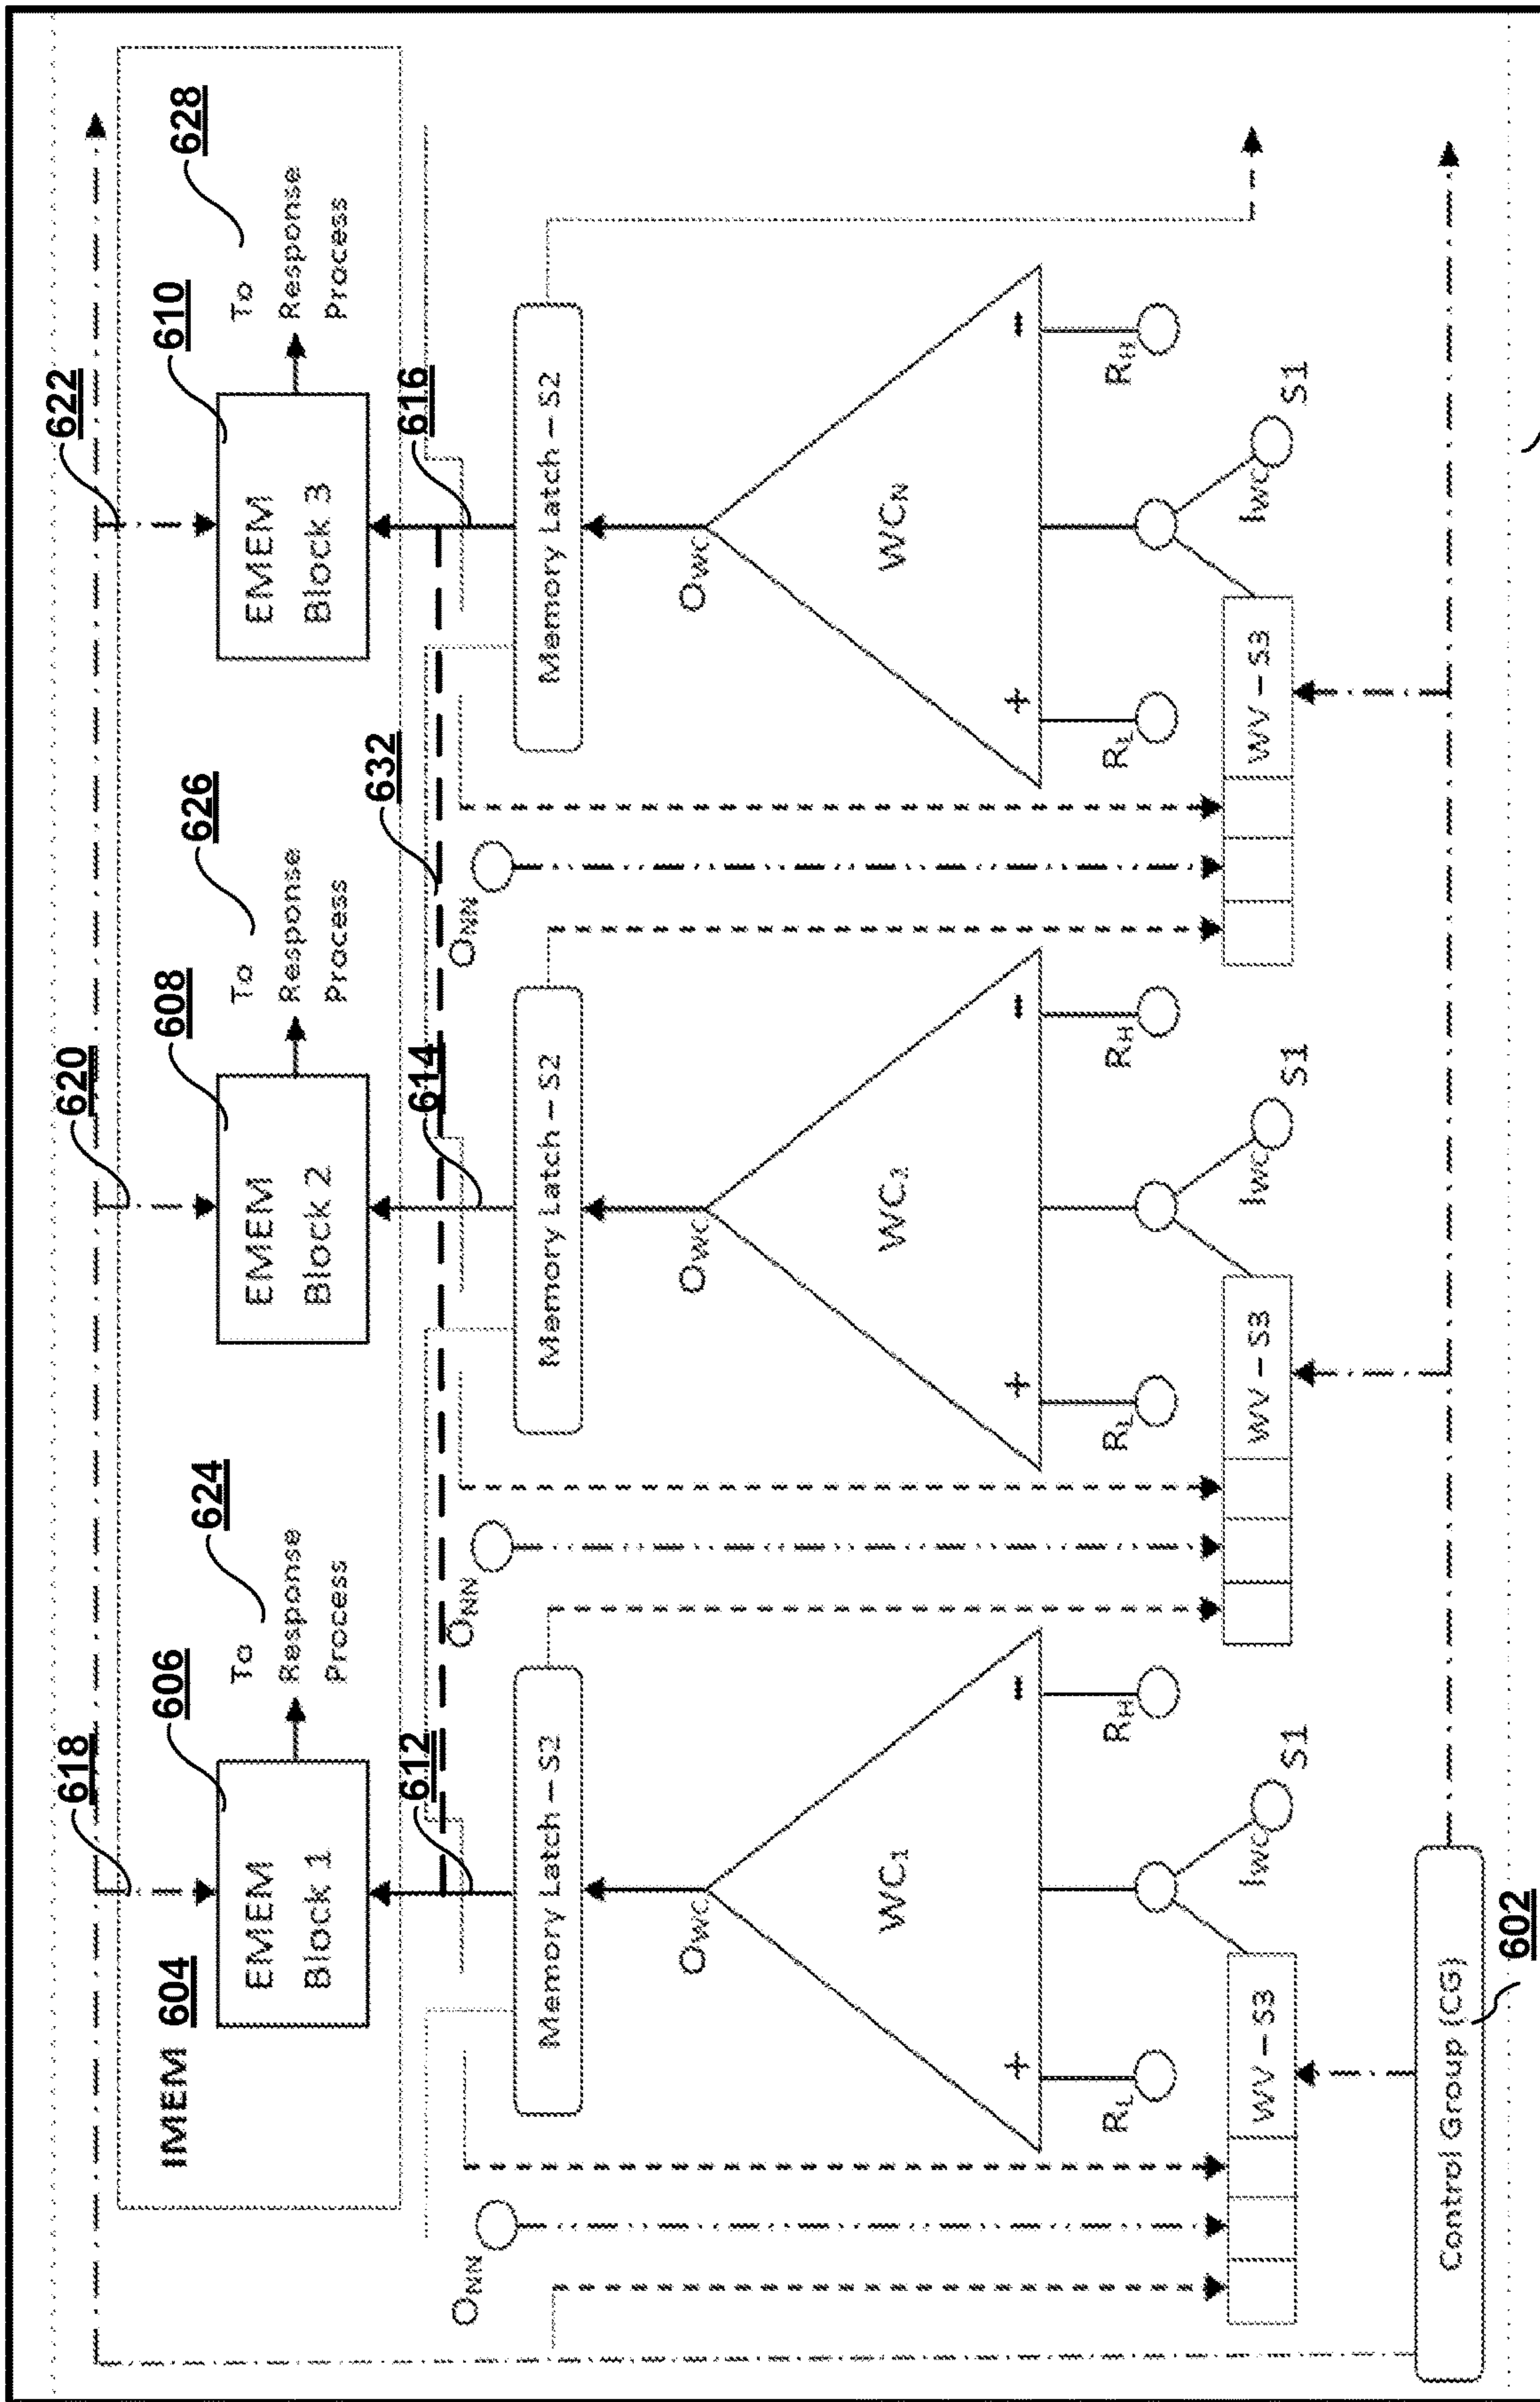 622
620
618
628
626
624
610
608
606
IMEM 604
To
Response
Process
To
Response
Process
To
Response
Process
EMEM
Block 1
EMEM
Block 2
EMEM
Block 3
612
614
616
632
ONN
ONN
ONN
Memory Latch – S2
Memory Latch – S2
Memory Latch – S2
OWC
OWC
OWC
WC1
WC2
WCN
+
-
+
-
+
-
RL
RH
RL
RH
RL
RH
IWC
S1
IWC
S1
IWC
S1
WV – S3
WV – S3
WV – S3
Control Group (CG)
602